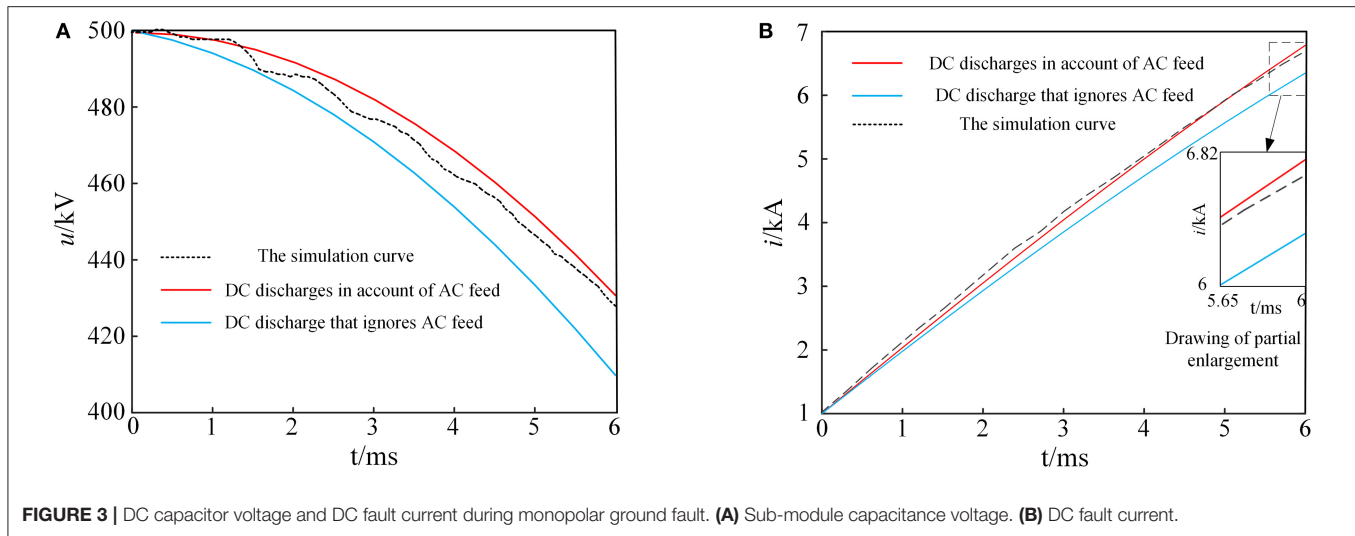 A
500
480
460
440
420
400
u/kV
The simulation curve
DC discharges in account of AC feed
DC discharge that ignores AC feed
0 1 2 3 4 5 6
t/ms
B
7
6
5
4
3
2
1
i/kA
DC discharges in account of AC feed
DC discharge that ignores AC feed
The simulation curve
6.82
i/kA
6
5.65 6
t/ms
Drawing of partial
enlargement
0 1 2 3 4 5 6
t/ms
FIGURE 3 | DC capacitor voltage and DC fault current during monopolar ground fault. (A) Sub-module capacitance voltage. (B) DC fault current.